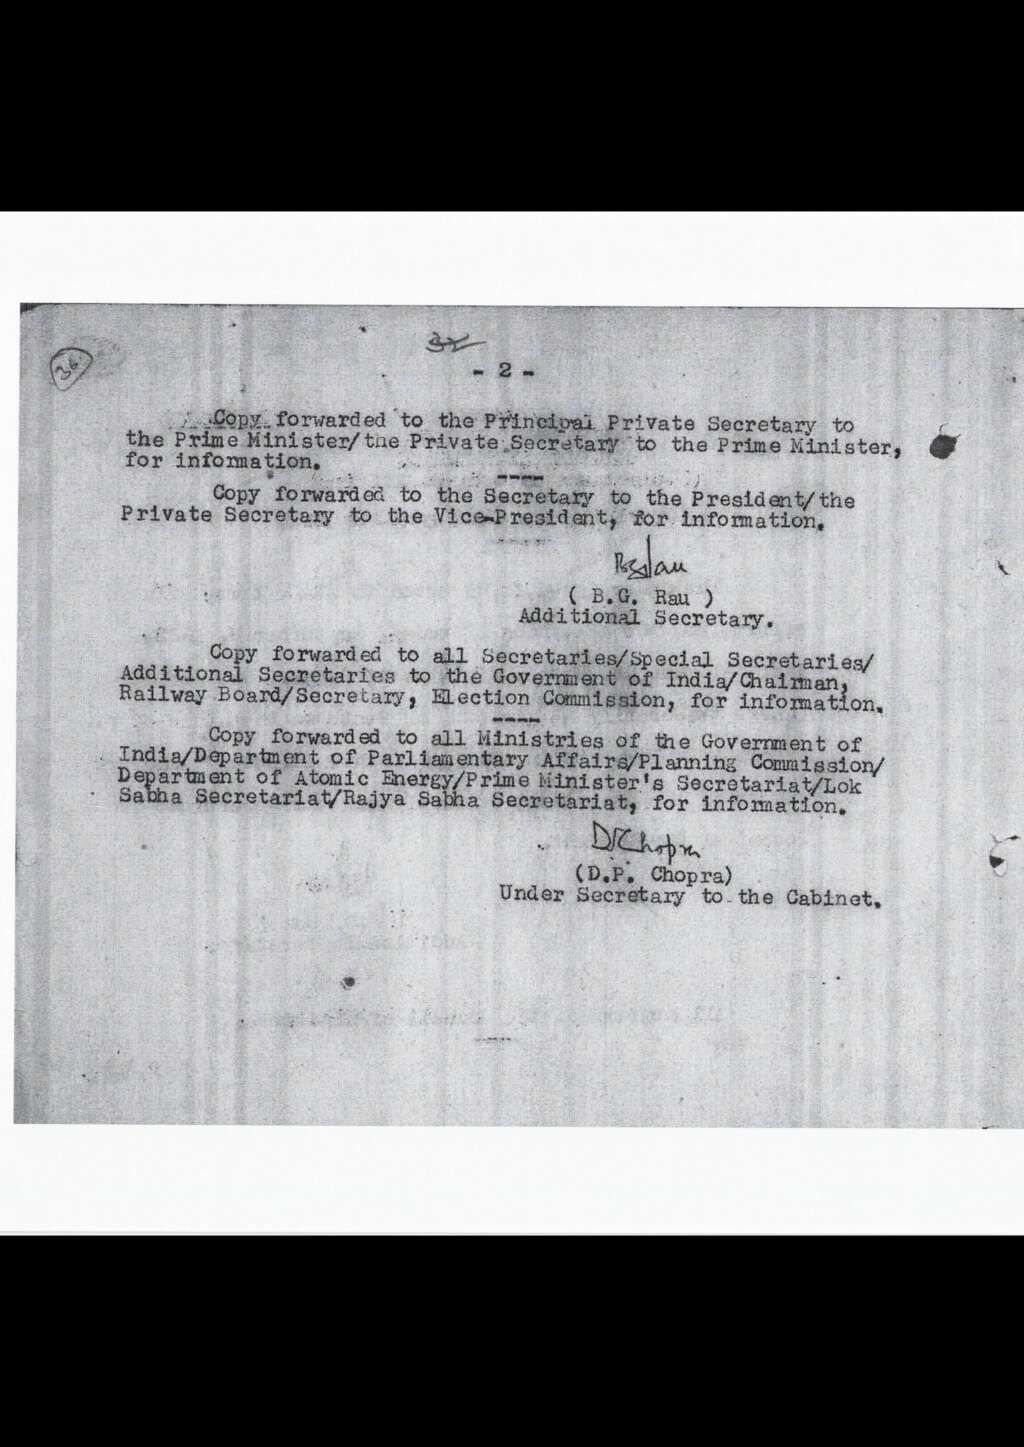 36
32
- 2 -
Copy forwarded to the Principal Private Secretary to
the Prime Minister/the Private Secretary to the Prime Minister,
for information.
----
Copy forwarded to the Secretary to the President/the
Private Secretary to the Vice-President, for information.
BGRau
( B.G. Rau )
Additional Secretary.
Copy forwarded to all Secretaries/Special Secretaries/
Additional Secretaries to the Government of India/Chairman,
Railway Board/Secretary, Election Commission, for information.
----
Copy forwarded to all Ministries of the Government of
India/Department of Parliamentary Affairs/Planning Commission/
Department of Atomic Energy/Prime Minister's Secretariat/Lok
Sabha Secretariat/Rajya Sabha Secretariat, for information.
DPChopra
(D.P. Chopra)
Under Secretary to the Cabinet.